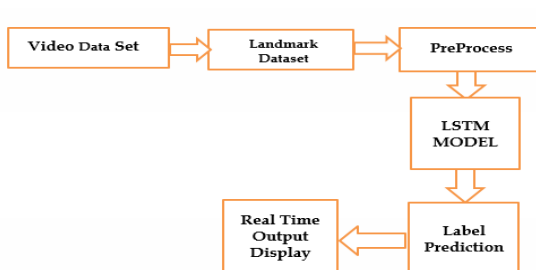 Video Data Set
Landmark
Dataset
PreProcess
LSTM
MODEL
Label
Prediction
Real Time
Output
Display